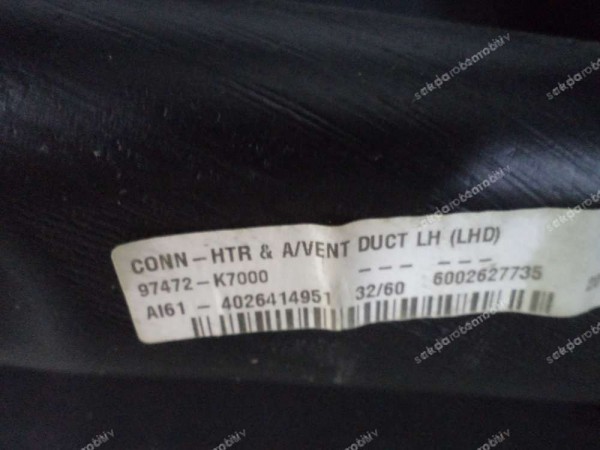 CONN-HTR & A/VENT DUCT LH (LHD)
97472-K7000 --- ---
AI61 - 4026414951 32/60 6002627735